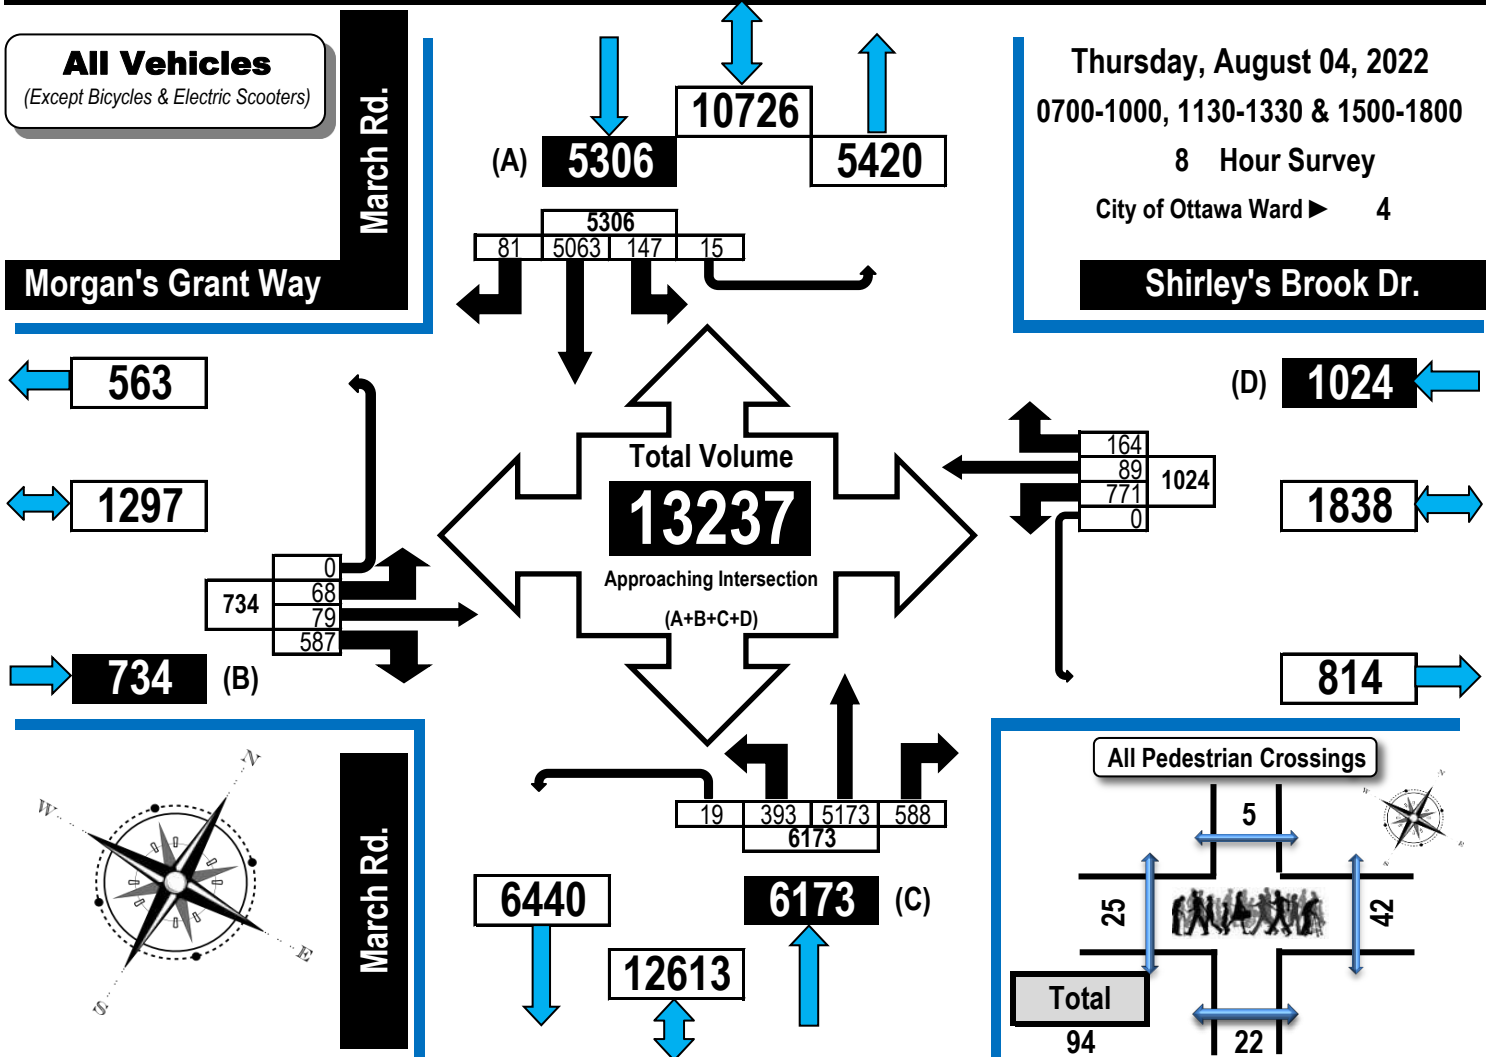 All Vehicles
(Except Bicycles & Electric Scooters)
March Rd.
Morgan's Grant Way
10726
(A) 5306
5420
5306
81 5063 147 15
Thursday, August 04, 2022
0700-1000, 1130-1330 & 1500-1800
8 Hour Survey
City of Ottawa Ward ► 4
Shirley's Brook Dr.
563
1297
0
68
79
587
734
734 (B)
Total Volume
13237
Approaching Intersection
(A+B+C+D)
(D) 1024
164
89
771
0
1024
1838
814
N
W
E
S
March Rd.
19 393 5173 588
6173
6440
6173 (C)
12613
All Pedestrian Crossings
5
25
42
22
Total
94
N
W
E
S